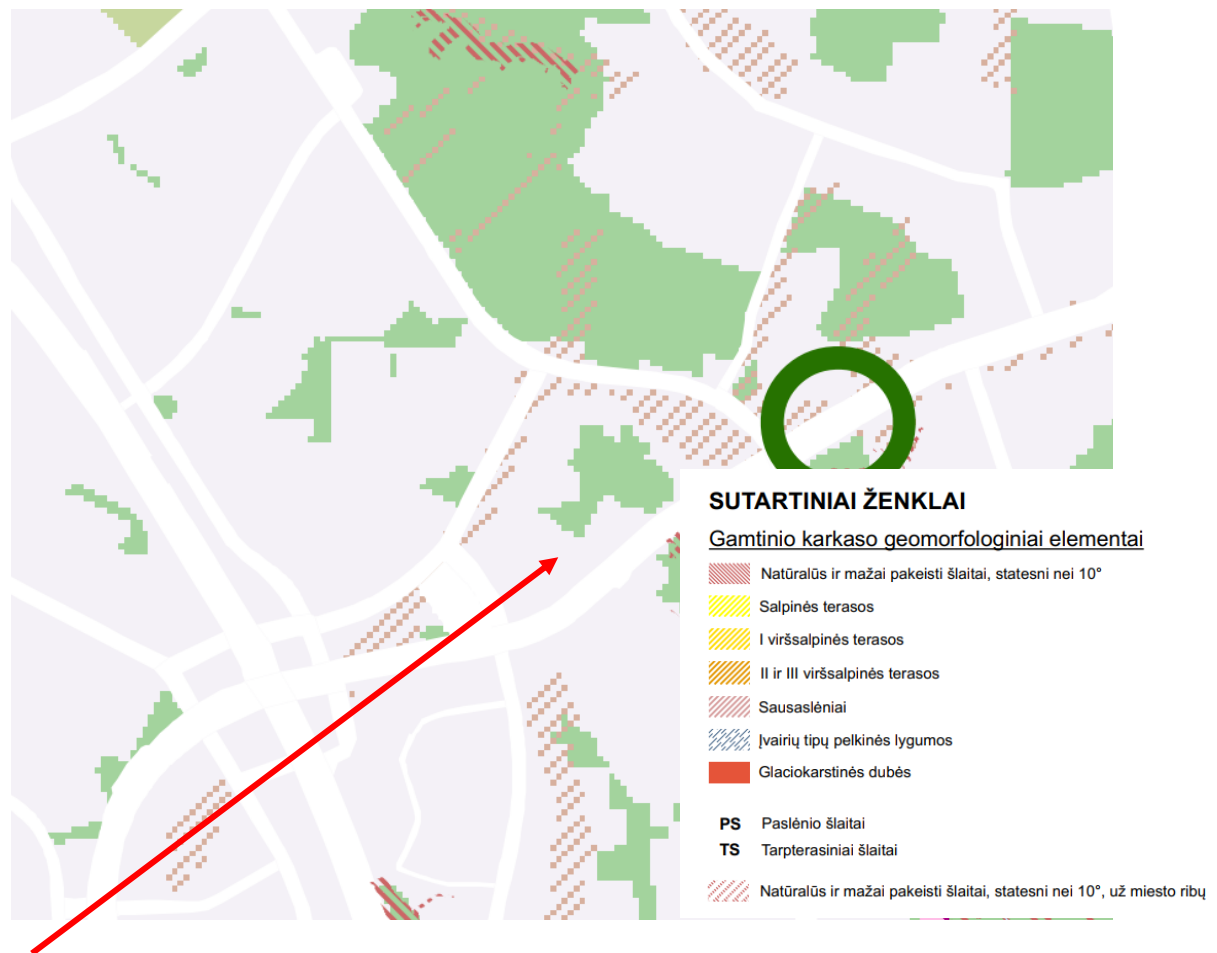 SUTARTINIAI ŽENKLAI
Gamtinio karkaso geomorfologiniai elementai
Natūralūs ir mažai pakeisti šlaitai, statesni nei 10°
Salpinės terasos
I viršsalpinės terasos
II ir III viršsalpinės terasos
Sausaslėniai
Įvairių tipų pelkinės lygumos
Glaciokarstinės dubės
PS Paslėnio šlaitai
TS Tarpterasiniai šlaitai
Natūralūs ir mažai pakeisti šlaitai, statesni nei 10°, už miesto ribų